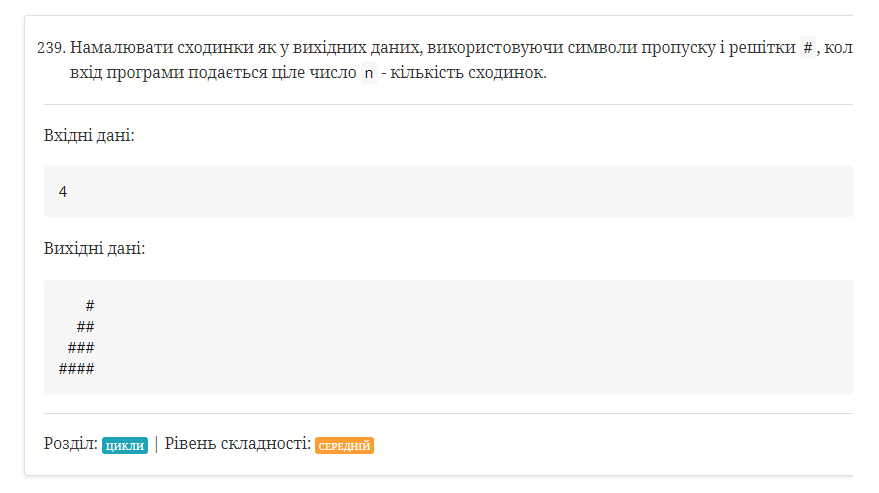 239. Намалювати сходинки як у вихідних даних, використовуючи символи пропуску і решітки #, кол
вхід програми подається ціле число n - кількість сходинок.
Вхідні дані:
4
Вихідні дані:
   #
  ##
 ###
####
Розділ: ЦИКЛИ | Рівень складності: СЕРЕДНІЙ